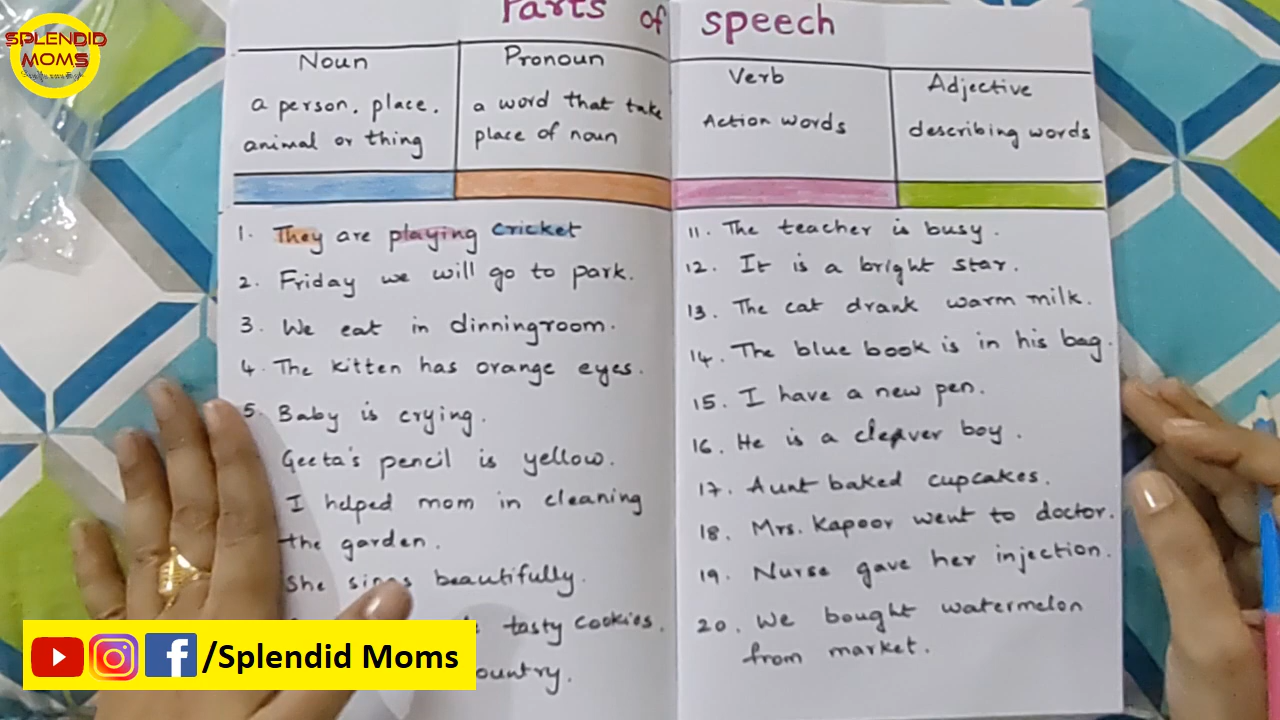 SPLENDID
MOMS
Parts of speech
Noun
a person, place,
animal or thing
Pronoun
a word that take
place of noun
Verb
Action words
Adjective
describing words
1. They are playing cricket
2. Friday we will go to park.
3. We eat in dinningroom.
4. The kitten has orange eyes.
5. Baby is crying.
Geeta's pencil is yellow.
I helped mom in cleaning
the garden.
She sings beautifully.
tasty cookies.
11. The teacher is busy.
12. It is a bright star.
13. The cat drank warm milk.
14. The blue book is in his bag.
15. I have a new pen.
16. He is a clever boy.
17. Aunt baked cupcakes.
18. Mrs. Kapoor went to doctor.
19. Nurse gave her injection.
20. We bought watermelon
from market.
/Splendid Moms